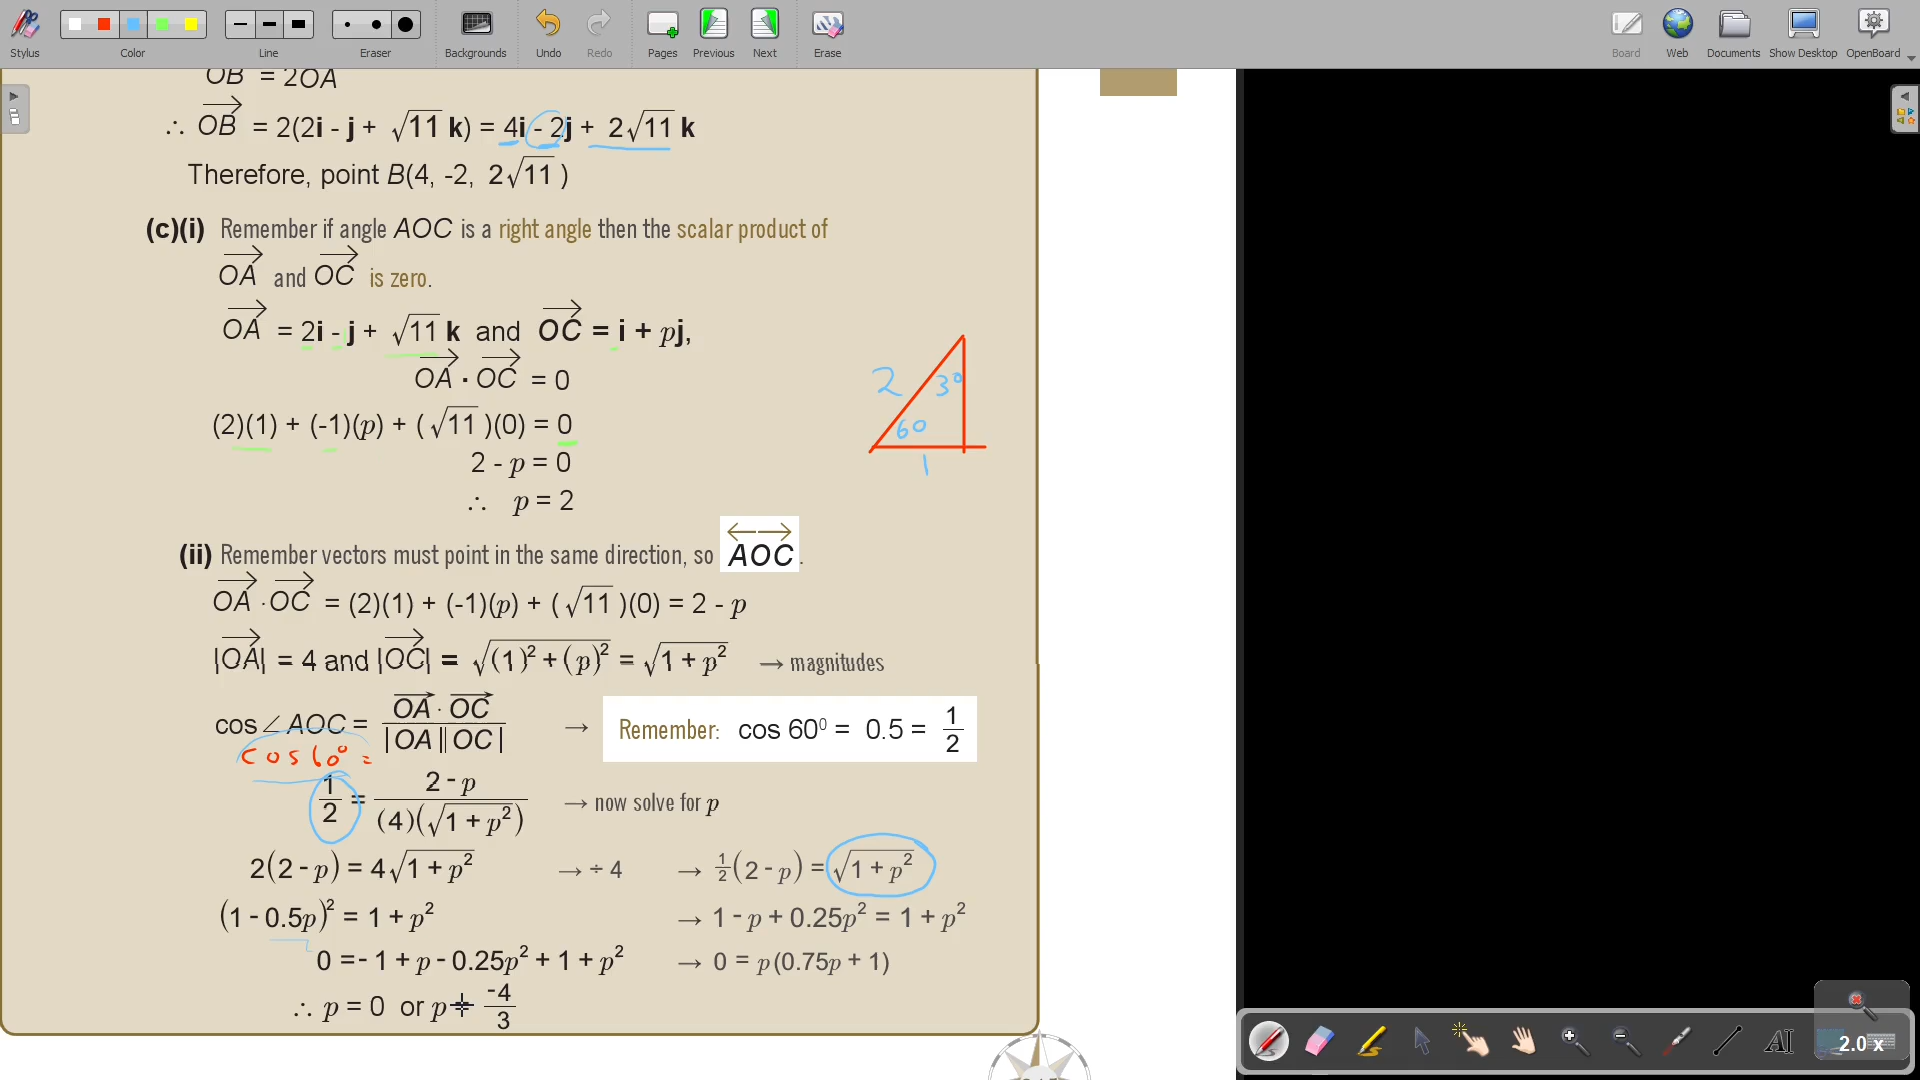 Stylus Color Line Eraser Backgrounds Undo Redo Pages Previous Next Erase Board Web Documents Show Desktop OpenBoard
OB = 2OA
∴ OB = 2(2i - j + √11 k) = 4i - 2j + 2√11 k
Therefore, point B(4, -2, 2√11 )
(c)(i) Remember if angle AOC is a right angle then the scalar product of
OA and OC is zero.
OA = 2i - j + √11 k and OC = i + pj,
OA · OC = 0
(2)(1) + (-1)(p) + (√11 )(0) = 0
2 - p = 0
∴ p = 2
2 30
60
1
(ii) Remember vectors must point in the same direction, so AOC.
OA · OC = (2)(1) + (-1)(p) + (√11 )(0) = 2 - p
|OA| = 4 and |OC| = √(1)² + (p)² = √1 + p² → magnitudes
cos ∠ AOC = OA · OC / |OA||OC| → Remember: cos 60⁰ = 0.5 = 1/2
cos 60° =
1/2 = 2 - p / (4)(√1 + p²) → now solve for p
2(2 - p) = 4√1 + p² → ÷ 4 → 1/2(2 - p) = √1 + p²
(1 - 0.5p)² = 1 + p² → 1 - p + 0.25p² = 1 + p²
0 = - 1 + p - 0.25p² + 1 + p² → 0 = p(0.75p + 1)
∴ p = 0 or p = -4/3
2.0 x